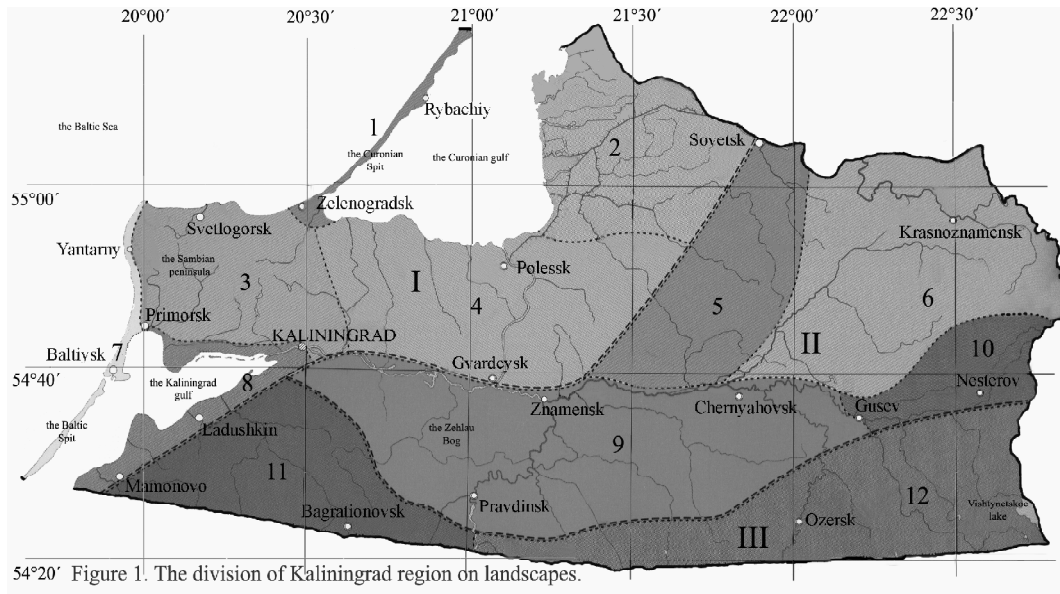 20°00´ 20°30´ 21°00´ 21°30´ 22°00´ 22°30´
Rybachiy
the Baltic Sea
1
2
Sovetsk
the Curonian
Spit
the Curonian gulf
55°00´
Zelenogradsk
Svetlogorsk
Krasnoznamensk
Yantarny
the Sambian
peninsula
I
Polessk
3
4
5
6
Primorsk
KALININGRAD
II
Baltiysk
7
10
54°40´
the Kaliningrad
gulf
8
Gvardeysk
Nesterov
Znamensk
Chernyahovsk
Gusev
Ladushkin
the Baltic
Spit
the Zehlau
Bog
9
11
12
Mamonovo
Pravdinsk
Bagrationovsk
Ozersk
Vishtynetskoe
lake
III
54°20´
Figure 1. The division of Kaliningrad region on landscapes.